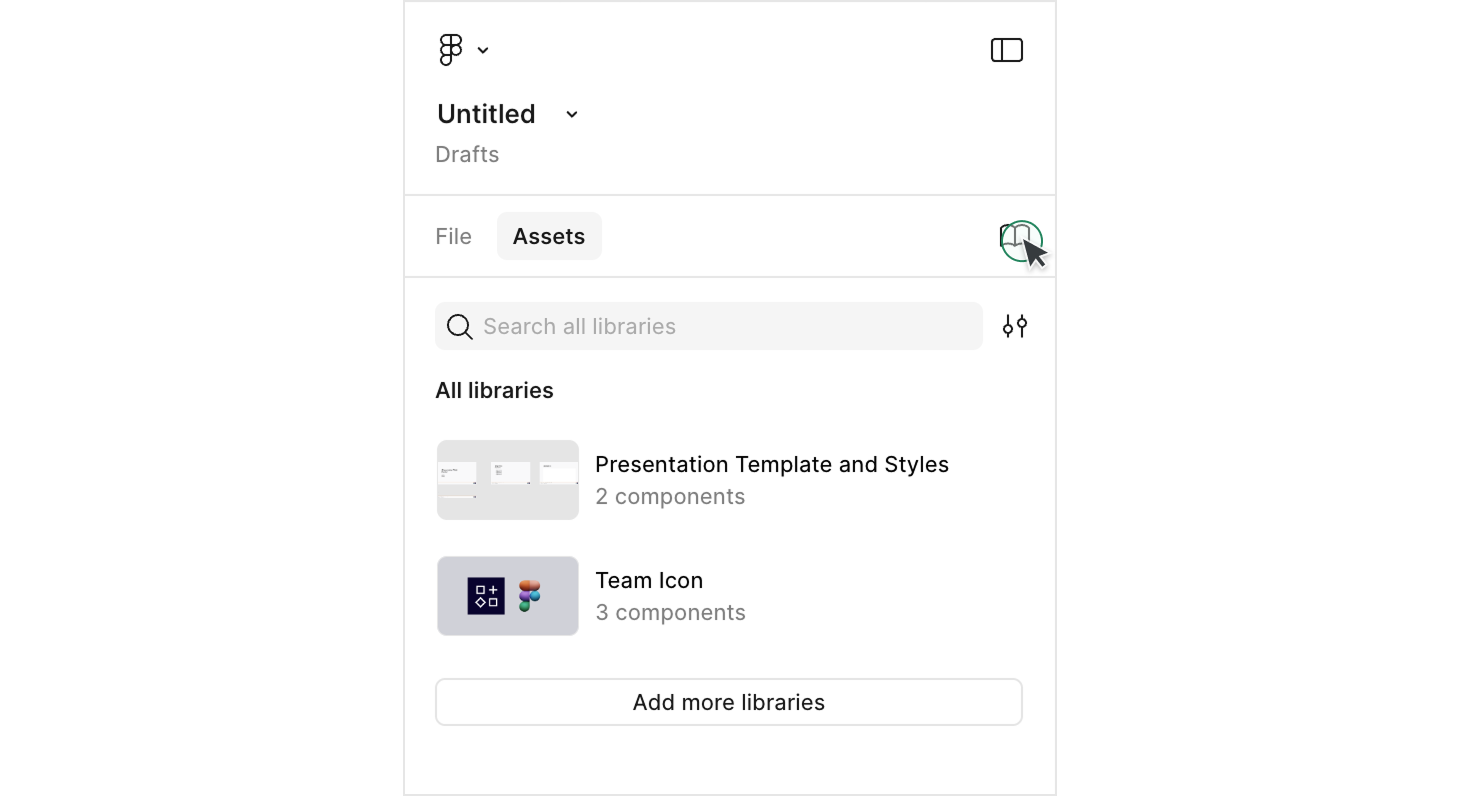 Untitled
Drafts
File
Assets
Search all libraries
All libraries
Presentation Template and Styles
2 components
Team Icon
3 components
Add more libraries